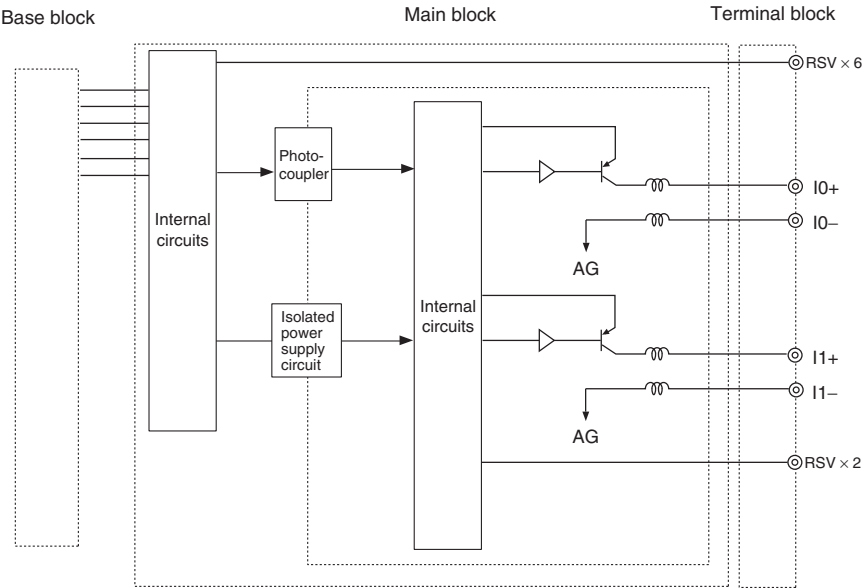 Base block
Main block
Terminal block
RSV × 6
Photo-
coupler
I0+
Internal
circuits
I0–
AG
Isolated
power
supply
circuit
Internal
circuits
I1+
I1–
AG
RSV × 2